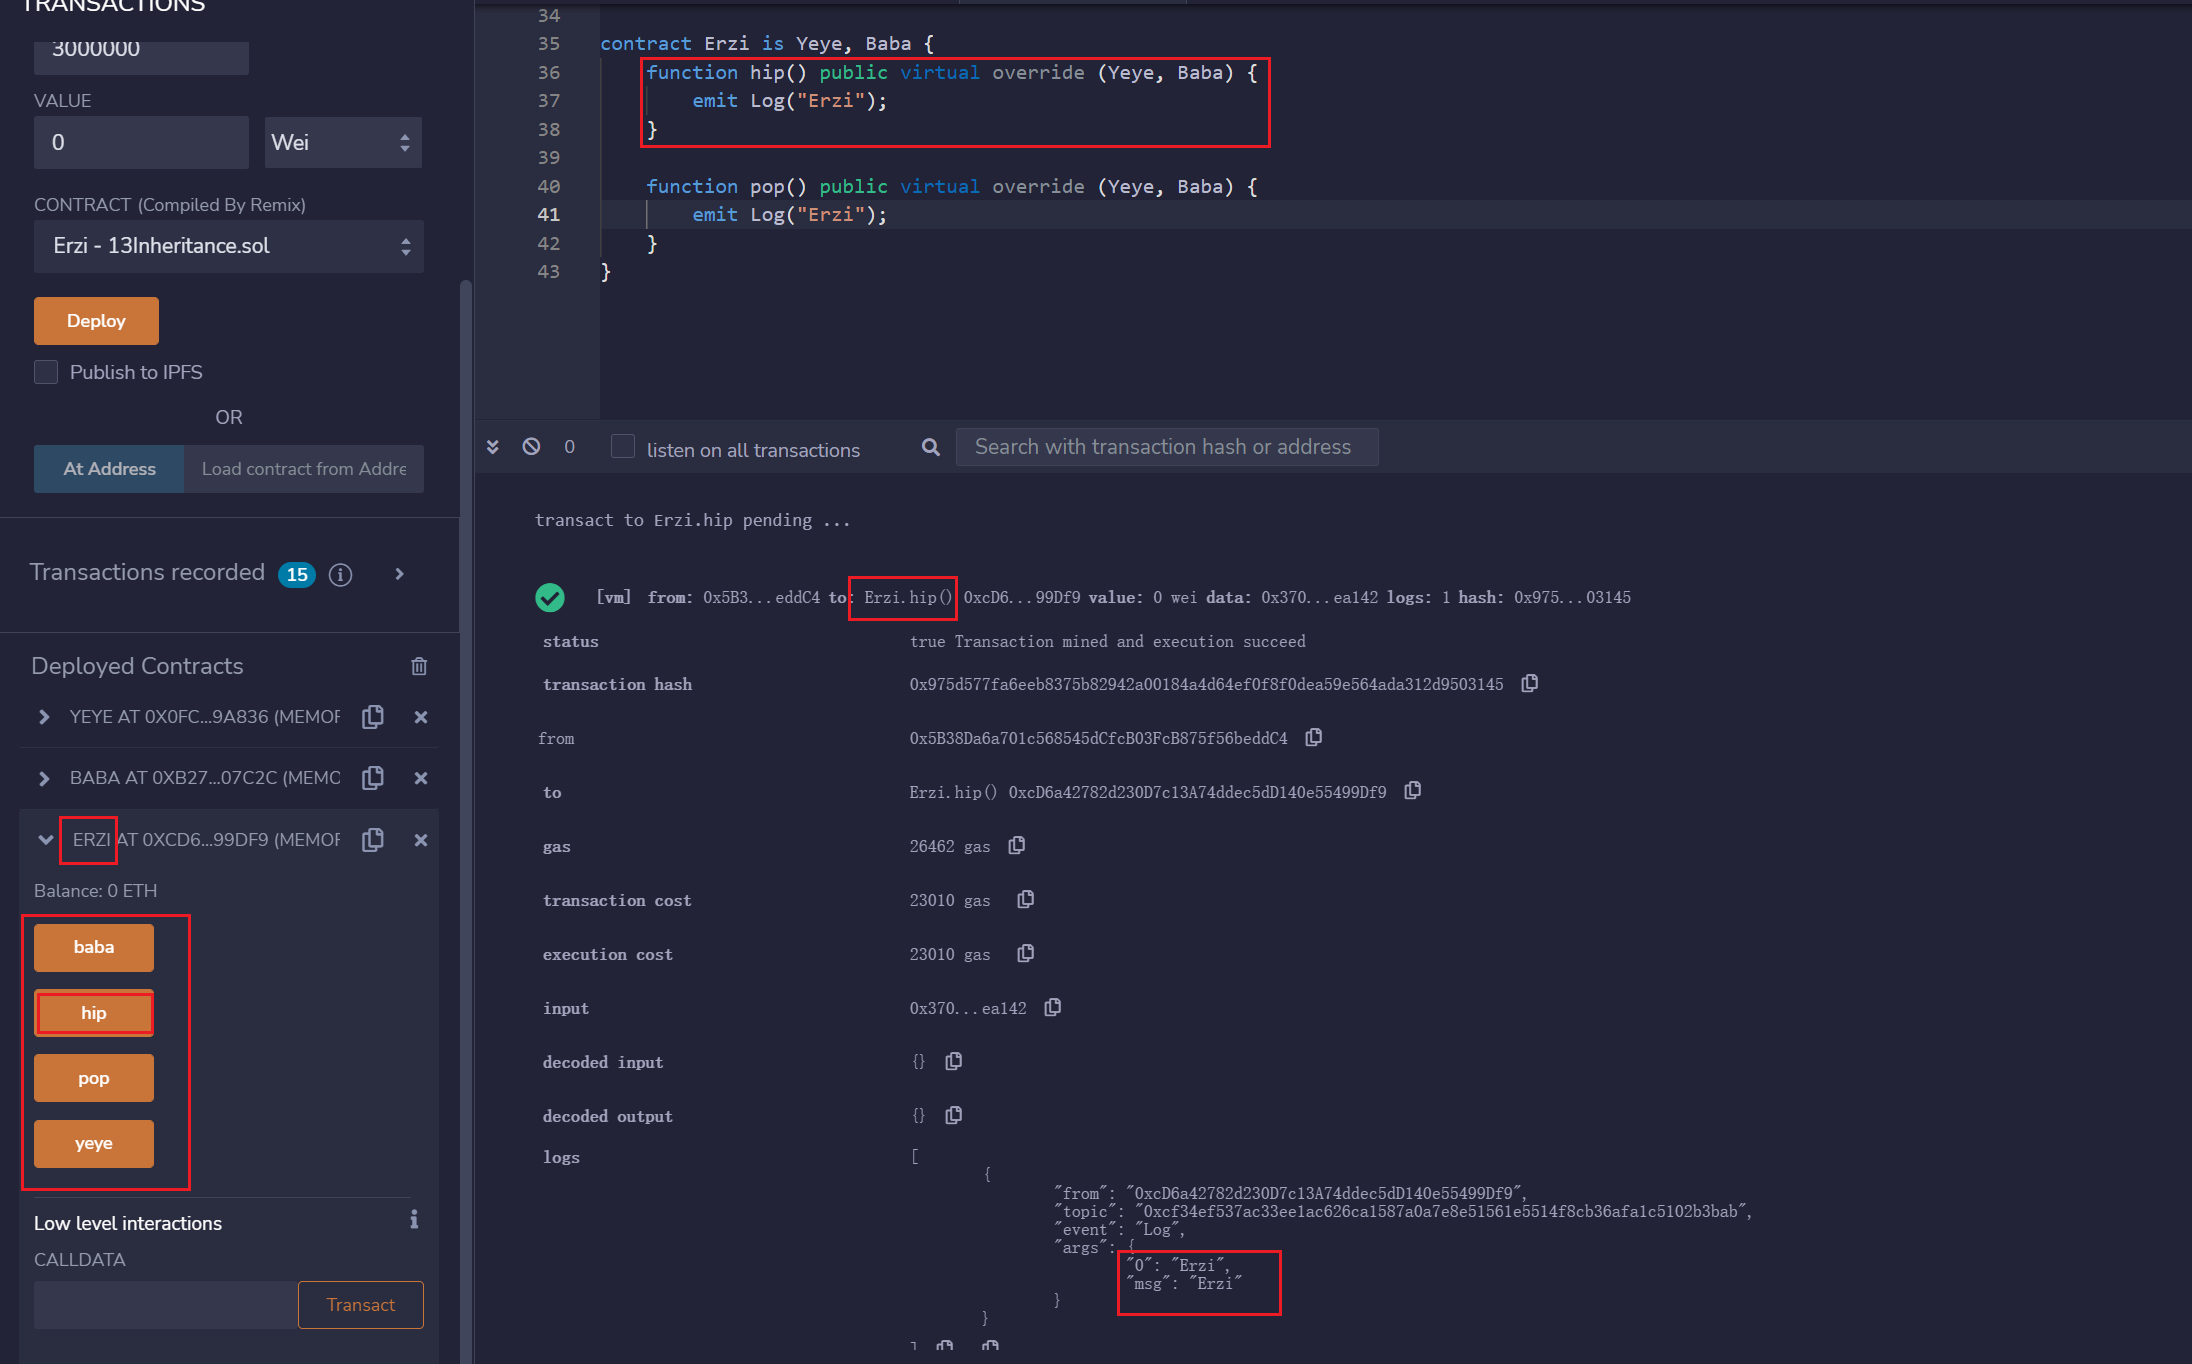 TRANSACTIONS
3000000
VALUE
0
Wei
CONTRACT (Compiled By Remix)
Erzi - 13Inheritance.sol
Deploy
Publish to IPFS
OR
At Address
Load contract from Addre
Transactions recorded 15
Deployed Contracts
YEYE AT 0X0FC...9A836 (MEMOR
BABA AT 0XB27...07C2C (MEMO
ERZI AT 0XCD6...99DF9 (MEMOR
Balance: 0 ETH
baba
hip
pop
yeye
Low level interactions
CALLDATA
Transact
34
35 contract Erzi is Yeye, Baba {
36 function hip() public virtual override (Yeye, Baba) {
37 emit Log("Erzi");
38 }
39
40 function pop() public virtual override (Yeye, Baba) {
41 emit Log("Erzi");
42 }
43 }
0 listen on all transactions Search with transaction hash or address
transact to Erzi.hip pending ...
[vm] from: 0x5B3...eddC4 to: Erzi.hip() 0xcD6...99Df9 value: 0 wei data: 0x370...ea142 logs: 1 hash: 0x975...03145
status true Transaction mined and execution succeed
transaction hash 0x975d577fa6eeb8375b82942a00184a4d64ef0f8f0dea59e564ada312d9503145
from 0x5B38Da6a701c568545dCfcB03FcB875f56beddC4
to Erzi.hip() 0xcD6a42782d230D7c13A74ddec5dD140e55499Df9
gas 26462 gas
transaction cost 23010 gas
execution cost 23010 gas
input 0x370...ea142
decoded input {}
decoded output {}
logs [
{
"from": "0xcD6a42782d230D7c13A74ddec5dD140e55499Df9",
"topic": "0xcf34ef537ac33ee1ac626ca1587a0a7e8e51561e5514f8cb36afa1c5102b3bab",
"event": "Log",
"args": {
"0": "Erzi",
"msg": "Erzi"
}
}
]